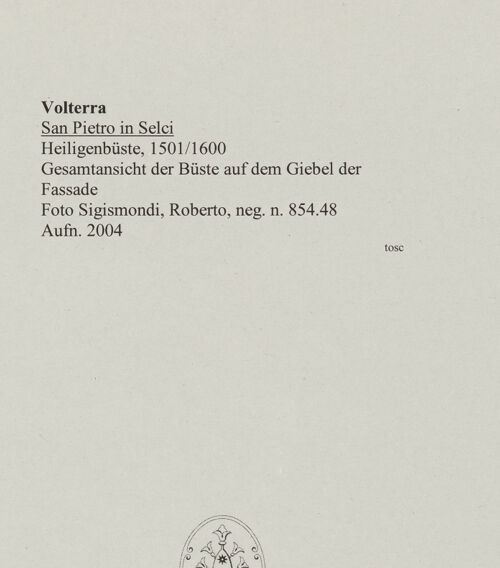 Volterra
San Pietro in Selci
Heiligenbüste, 1501/1600
Gesamtansicht der Büste auf dem Giebel der
Fassade
Foto Sigismondi, Roberto, neg. n. 854.48
Aufn. 2004
tosc